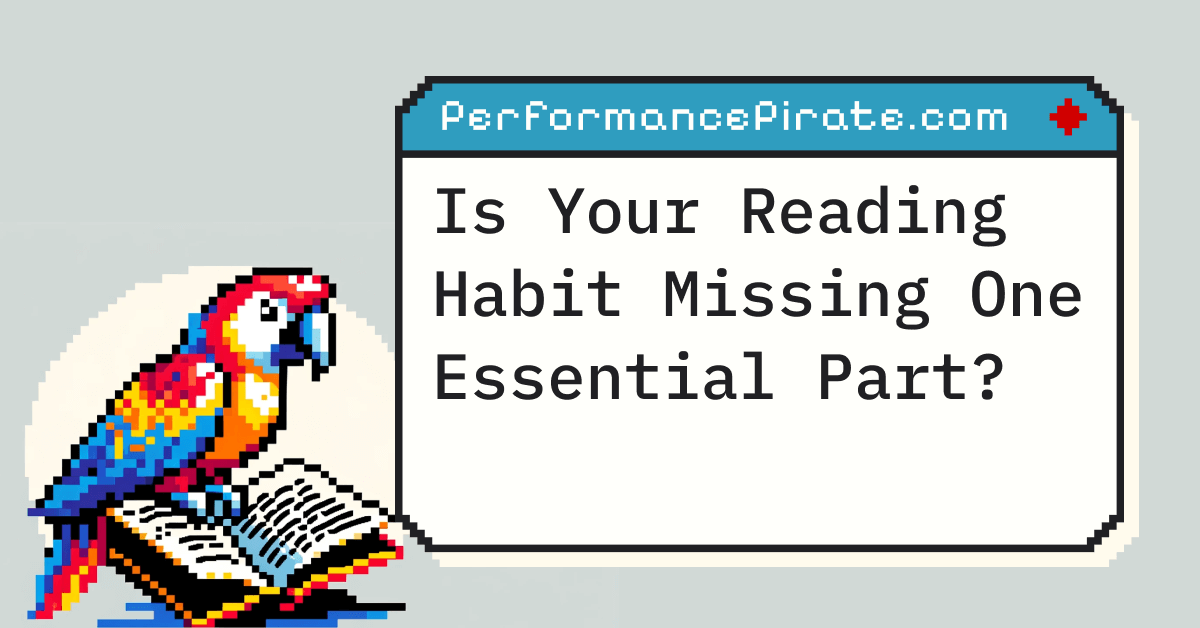 PerformancePirate.com
Is Your Reading
Habit Missing One
Essential Part?